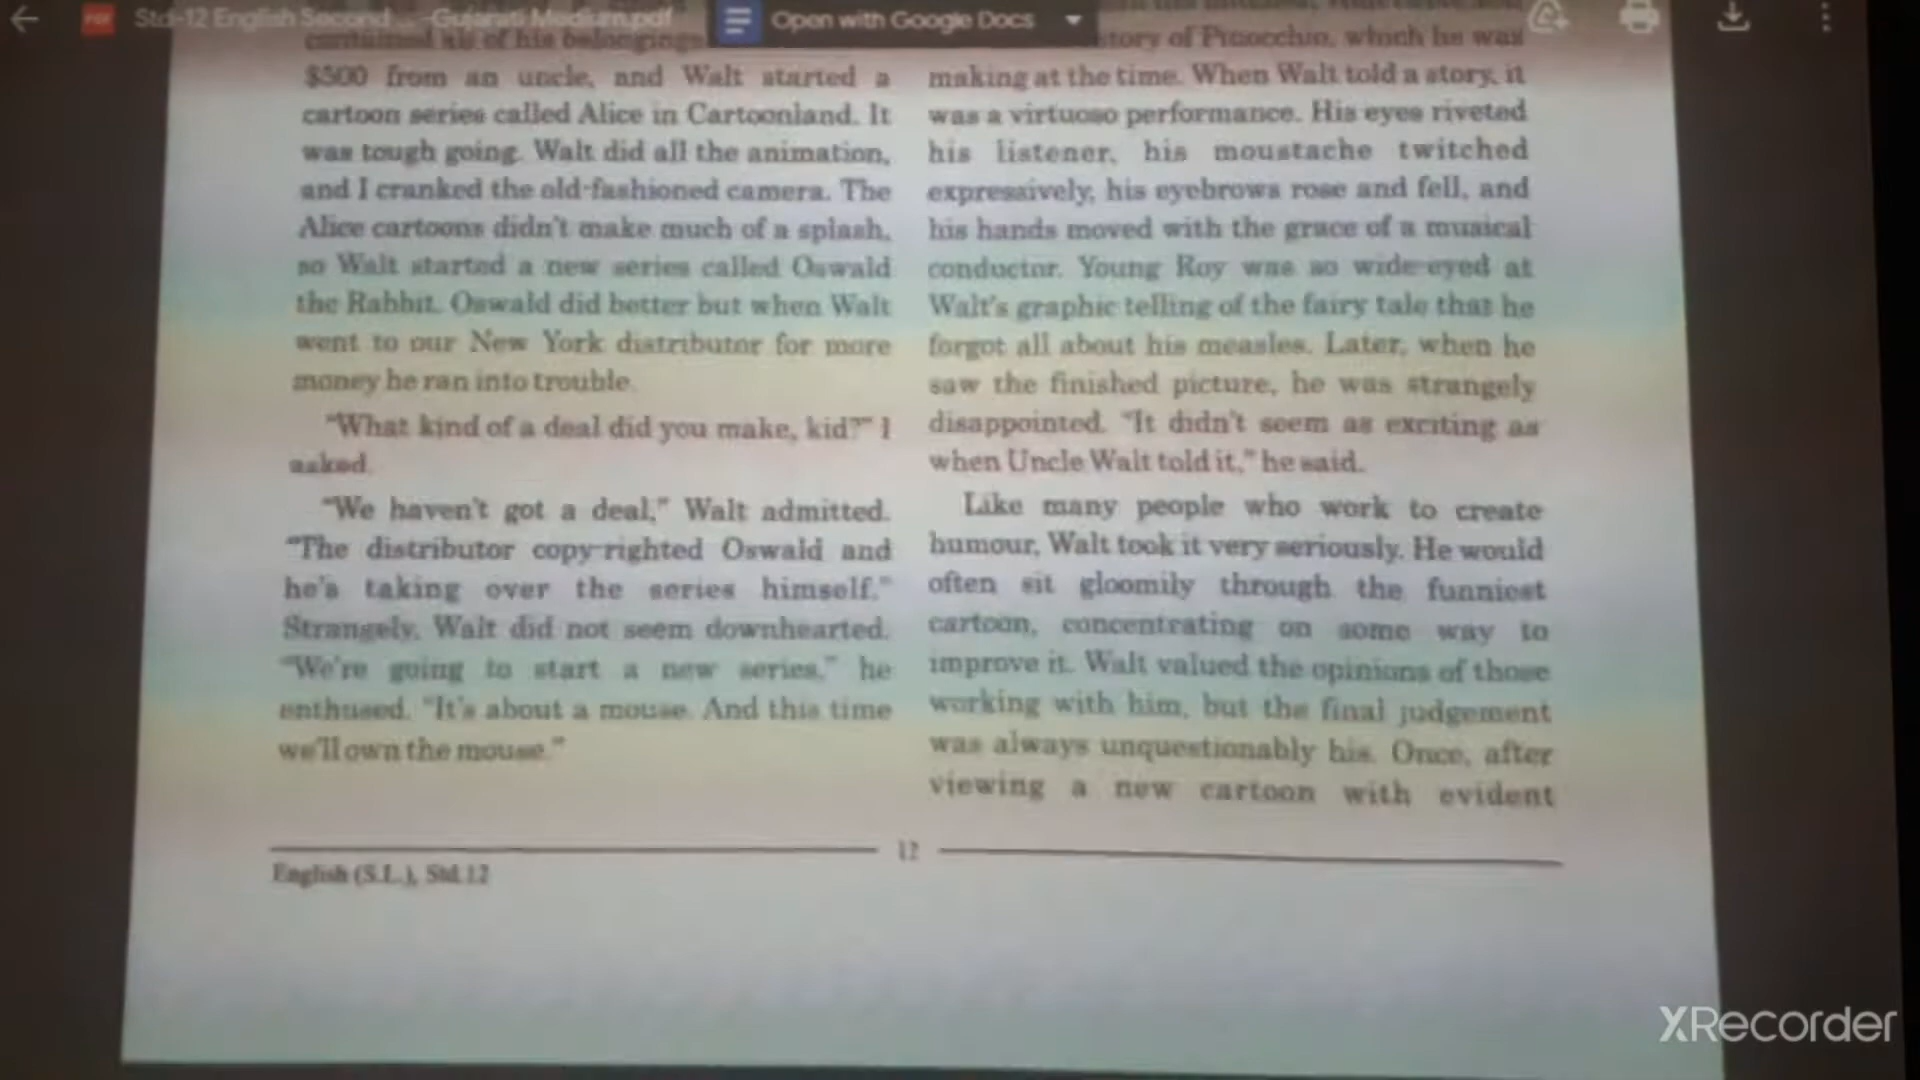 Std-12 English Second ... -Gujarati Medium.pdf
Open with Google Docs
contained all of his belongings
$500 from an uncle, and Walt started a
cartoon series called Alice in Cartoonland. It
was tough going. Walt did all the animation,
and I cranked the old-fashioned camera. The
Alice cartoons didn't make much of a splash,
so Walt started a new series called Oswald
the Rabbit. Oswald did better but when Walt
went to our New York distributor for more
money he ran into trouble.
"What kind of a deal did you make, kid?" I
asked.
"We haven't got a deal," Walt admitted.
"The distributor copy-righted Oswald and
he's taking over the series himself."
Strangely, Walt did not seem downhearted.
"We're going to start a new series," he
enthused. "It's about a mouse. And this time
we'll own the mouse."
story of Pinocchio, which he was
making at the time. When Walt told a story, it
was a virtuoso performance. His eyes riveted
his listener, his moustache twitched
expressively, his eyebrows rose and fell, and
his hands moved with the grace of a musical
conductor. Young Roy was so wide-eyed at
Walt's graphic telling of the fairy tale that he
forgot all about his measles. Later, when he
saw the finished picture, he was strangely
disappointed. "It didn't seem as exciting as
when Uncle Walt told it," he said.
Like many people who work to create
humour, Walt took it very seriously. He would
often sit gloomily through the funniest
cartoon, concentrating on some way to
improve it. Walt valued the opinions of those
working with him, but the final judgement
was always unquestionably his. Once, after
viewing a new cartoon with evident
12
English (S.L.), Std.12
XRecorder